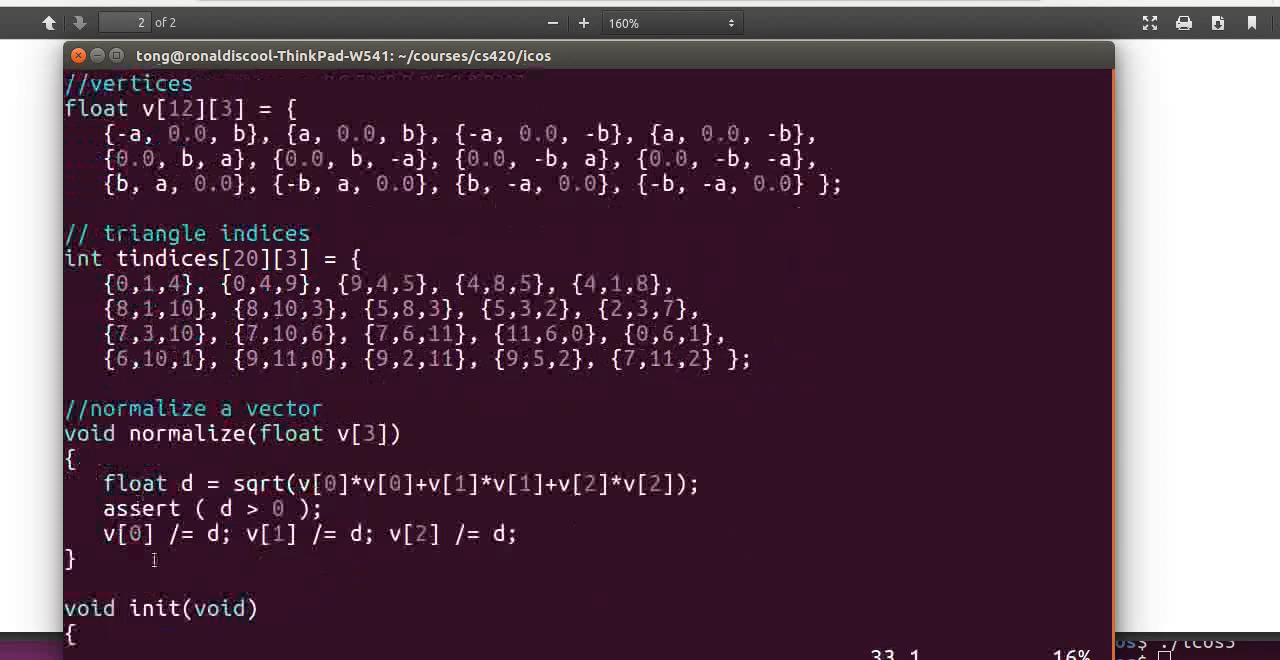 2 of 2
160%
tong@ronaldiscool-ThinkPad-W541: ~/courses/cs420/icos
//vertices
float v[12][3] = {
{-a, 0.0, b}, {a, 0.0, b}, {-a, 0.0, -b}, {a, 0.0, -b},
{0.0, b, a}, {0.0, b, -a}, {0.0, -b, a}, {0.0, -b, -a},
{b, a, 0.0}, {-b, a, 0.0}, {b, -a, 0.0}, {-b, -a, 0.0} };
// triangle indices
int tindices[20][3] = {
{0,1,4}, {0,4,9}, {9,4,5}, {4,8,5}, {4,1,8},
{8,1,10}, {8,10,3}, {5,8,3}, {5,3,2}, {2,3,7},
{7,3,10}, {7,10,6}, {7,6,11}, {11,6,0}, {0,6,1},
{6,10,1}, {9,11,0}, {9,2,11}, {9,5,2}, {7,11,2} };
//normalize a vector
void normalize(float v[3])
{
float d = sqrt(v[0]*v[0]+v[1]*v[1]+v[2]*v[2]);
assert ( d > 0 );
v[0] /= d; v[1] /= d; v[2] /= d;
}
void init(void)
{
33,1 16%
os$ ./icos3